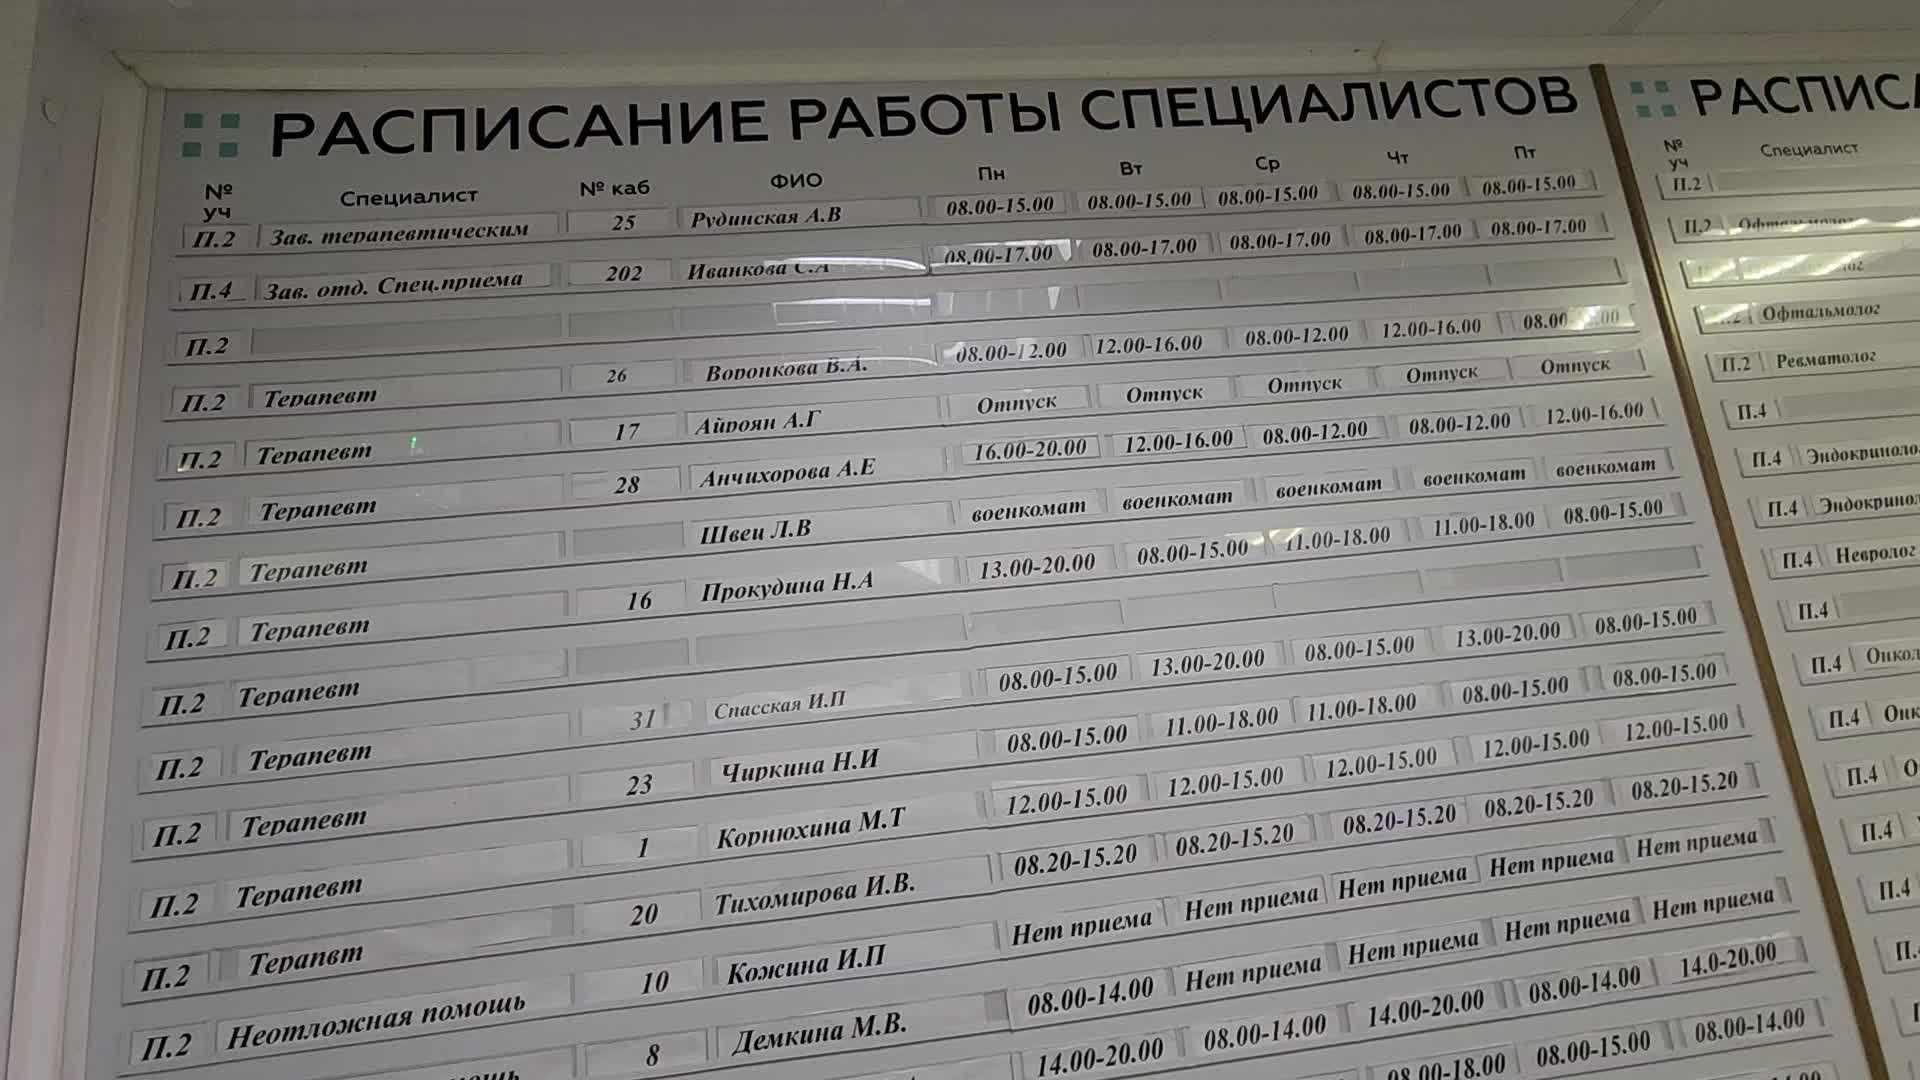 РАСПИСАНИЕ РАБОТЫ СПЕЦИАЛИСТОВ
№ уч Специалист № каб ФИО Пн Вт Ср Чт Пт
П.2 Зав. терапевтическим 25 Рудинская А.В 08.00-15.00 08.00-15.00 08.00-15.00 08.00-15.00 08.00-15.00
П.4 Зав. отд. Спец.приема 202 Иванкова С.А 08.00-17.00 08.00-17.00 08.00-17.00 08.00-17.00 08.00-17.00
П.2
П.2 Терапевт 26 Воронкова В.А. 08.00-12.00 12.00-16.00 08.00-12.00 12.00-16.00 08.00
П.2 Терапевт 17 Айроян А.Г Отпуск Отпуск Отпуск Отпуск Отпуск
П.2 Терапевт 28 Анчихорова А.Е 16.00-20.00 12.00-16.00 08.00-12.00 08.00-12.00 12.00-16.00
П.2 Терапевт Швец Л.В военкомат военкомат военкомат военкомат военкомат
П.2 Терапевт 16 Прокудина Н.А 13.00-20.00 08.00-15.00 11.00-18.00 11.00-18.00 08.00-15.00
П.2 Терапевт
П.2 Терапевт 31 Спасская И.П 08.00-15.00 13.00-20.00 08.00-15.00 13.00-20.00 08.00-15.00
П.2 Терапевт 23 Чиркина Н.И 08.00-15.00 11.00-18.00 11.00-18.00 08.00-15.00 08.00-15.00
П.2 Терапевт 1 Корнюхина М.Т 12.00-15.00 12.00-15.00 12.00-15.00 12.00-15.00 12.00-15.00
П.2 Терапвт 20 Тихомирова И.В. 08.20-15.20 08.20-15.20 08.20-15.20 08.20-15.20 08.20-15.20
П.2 Неотложная помощь 10 Кожина И.П Нет приема Нет приема Нет приема Нет приема Нет приема
8 Демкина М.В. 08.00-14.00 Нет приема Нет приема Нет приема Нет приема
14.00-20.00 08.00-14.00 14.00-20.00 08.00-14.00 14.0-20.00
08.00-18.00 08.00-15.00 08.00-14.00
РАСПИСА
№ уч Специалист
П.2
П.2
П.2 Офтальмолог
П.2 Ревматолог
П.4
П.4 Эндокриноло
П.4 Эндокринол
П.4 Невролог
П.4
П.4 Онкол
П.4 Онк
П.4 О
П.4
П.4